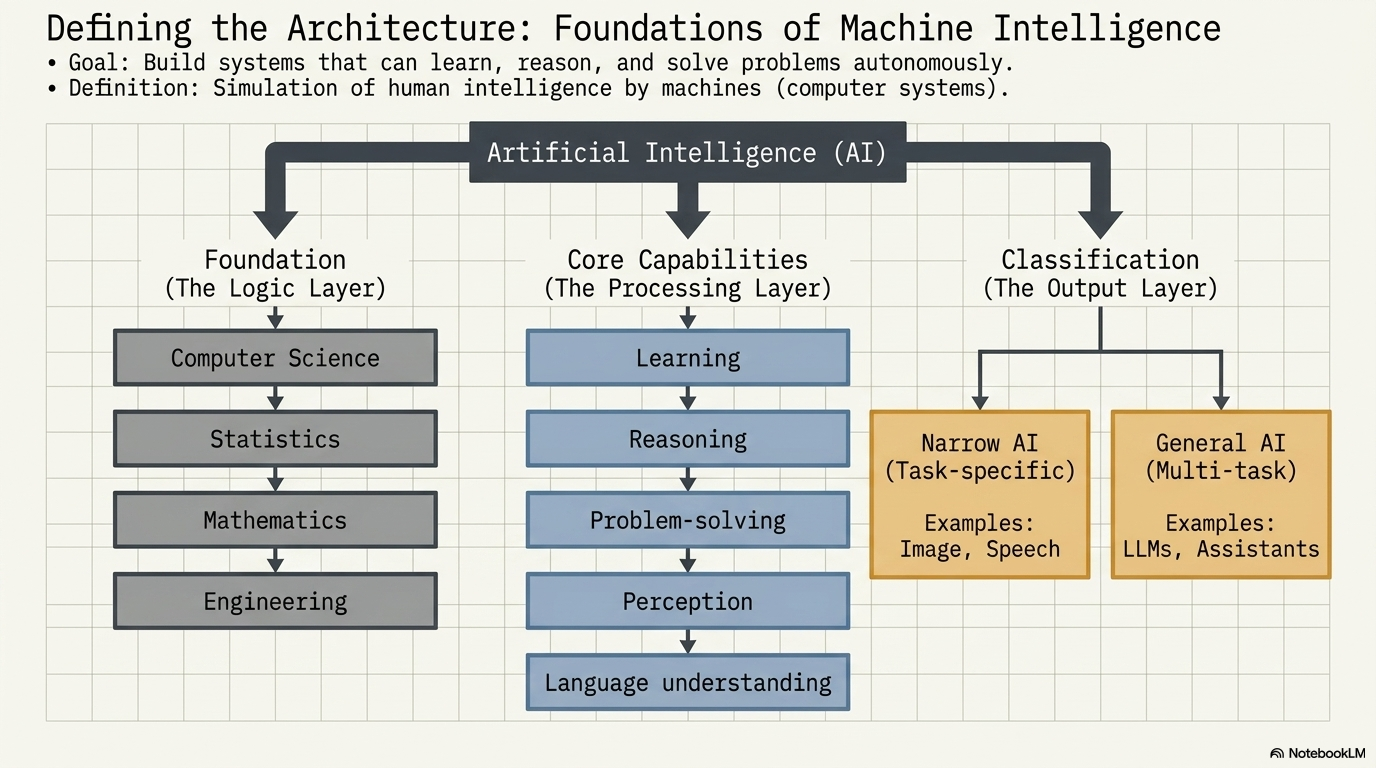 Defining the Architecture: Foundations of Machine Intelligence
• Goal: Build systems that can learn, reason, and solve problems autonomously.
• Definition: Simulation of human intelligence by machines (computer systems).
Artificial Intelligence (AI)
Foundation
(The Logic Layer)
Computer Science
Statistics
Mathematics
Engineering
Core Capabilities
(The Processing Layer)
Learning
Reasoning
Problem-solving
Perception
Language understanding
Classification
(The Output Layer)
Narrow AI
(Task-specific)
Examples:
Image, Speech
General AI
(Multi-task)
Examples:
LLMs, Assistants
NotebookLM